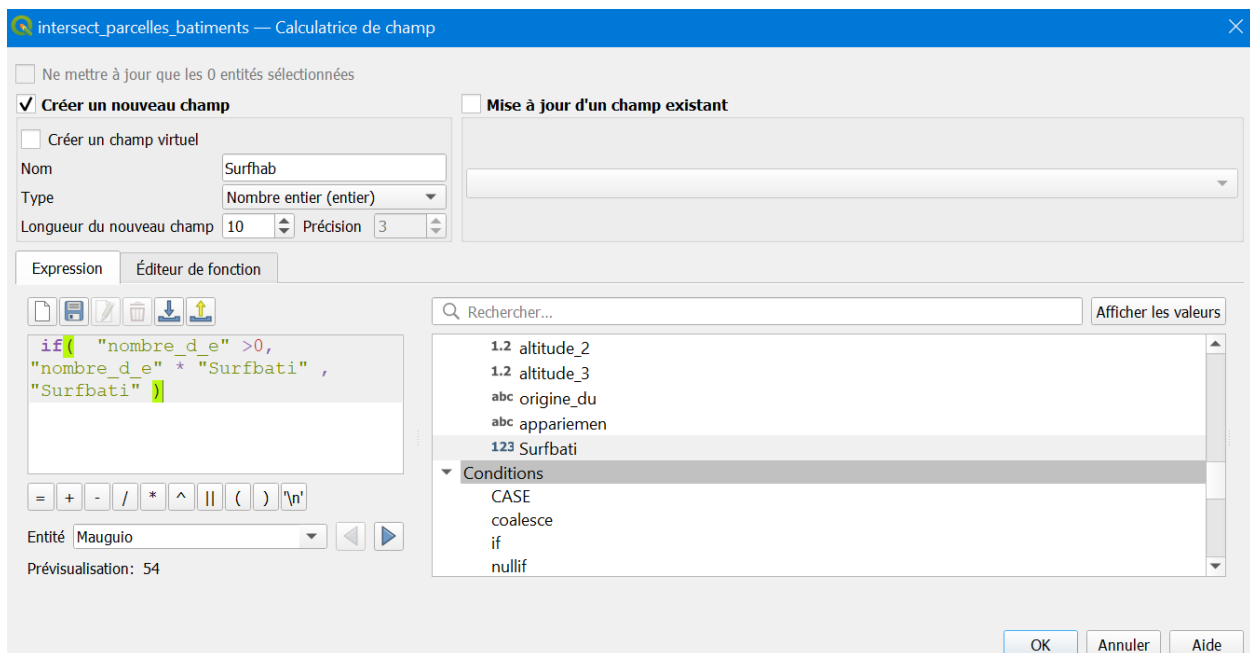 intersect_parcelles_batiments — Calculatrice de champ
Ne mettre à jour que les 0 entités sélectionnées
Créer un nouveau champ
Mise à jour d'un champ existant
Créer un champ virtuel
Nom Surfhab
Type Nombre entier (entier)
Longueur du nouveau champ 10 Précision 3
Expression Éditeur de fonction
Rechercher... Afficher les valeurs
if( "nombre_d_e" >0,
"nombre_d_e" * "Surfbati" ,
"Surfbati" )
= + - / * ^ || ( ) '\n'
Entité Mauguio
Prévisualisation: 54
1.2 altitude_2
1.2 altitude_3
abc origine_du
abc appariemen
123 Surfbati
Conditions
CASE
coalesce
if
nullif
OK Annuler Aide